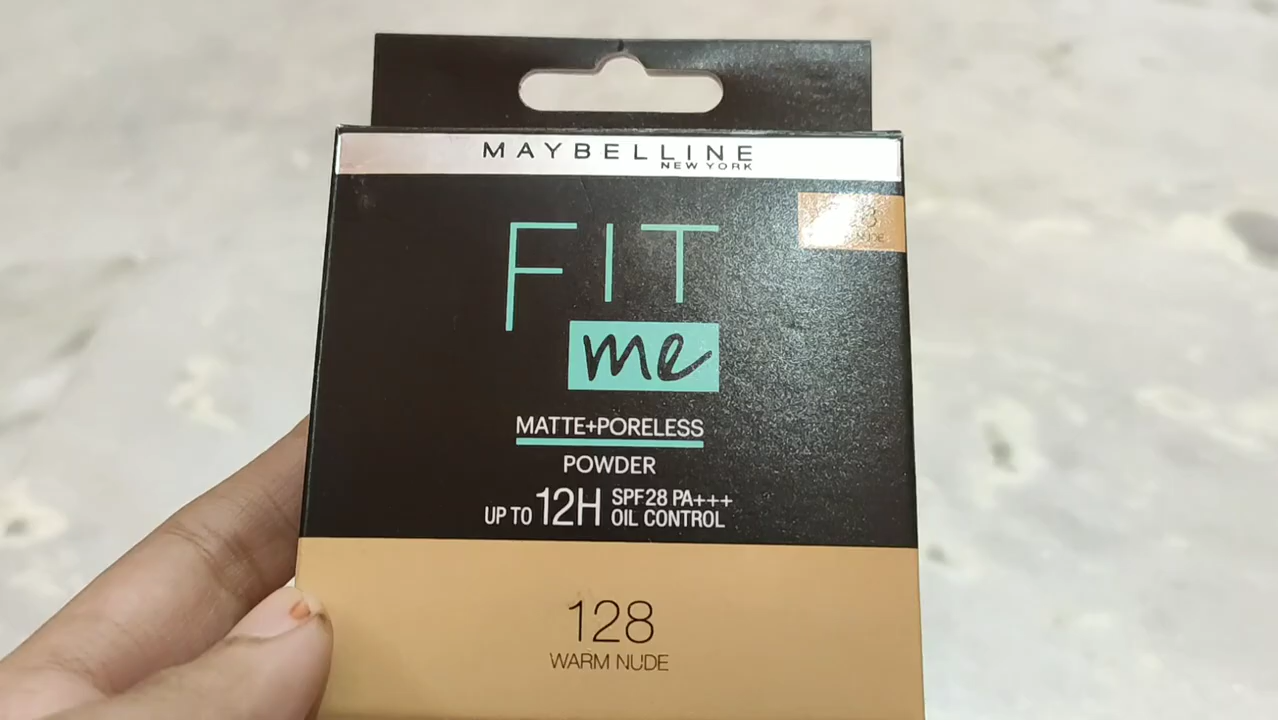 MAYBELLINE
NEW YORK
FIT
me
MATTE+PORELESS
POWDER
UP TO 12H SPF28 PA+++
OIL CONTROL
128
WARM NUDE